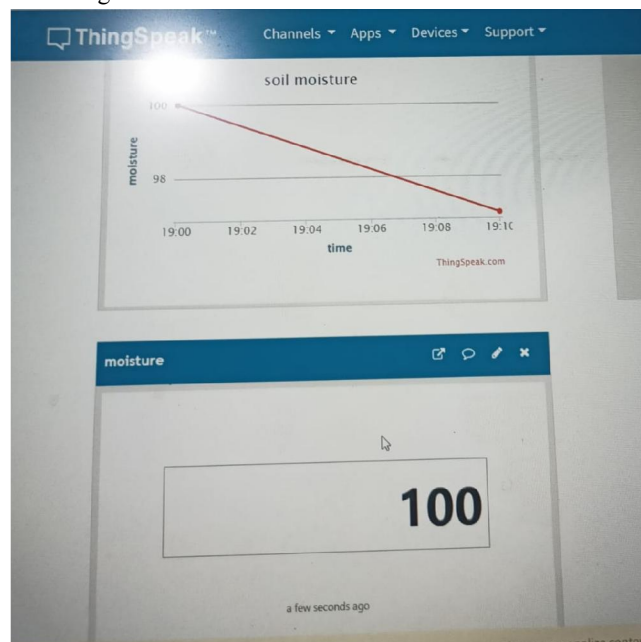 ThingSpeak™ Channels Apps Devices Support
soil moisture
100
moisture
98
19:00 19:02 19:04 19:06 19:08
time
ThingSpeak.com
moisture
100
a few seconds ago